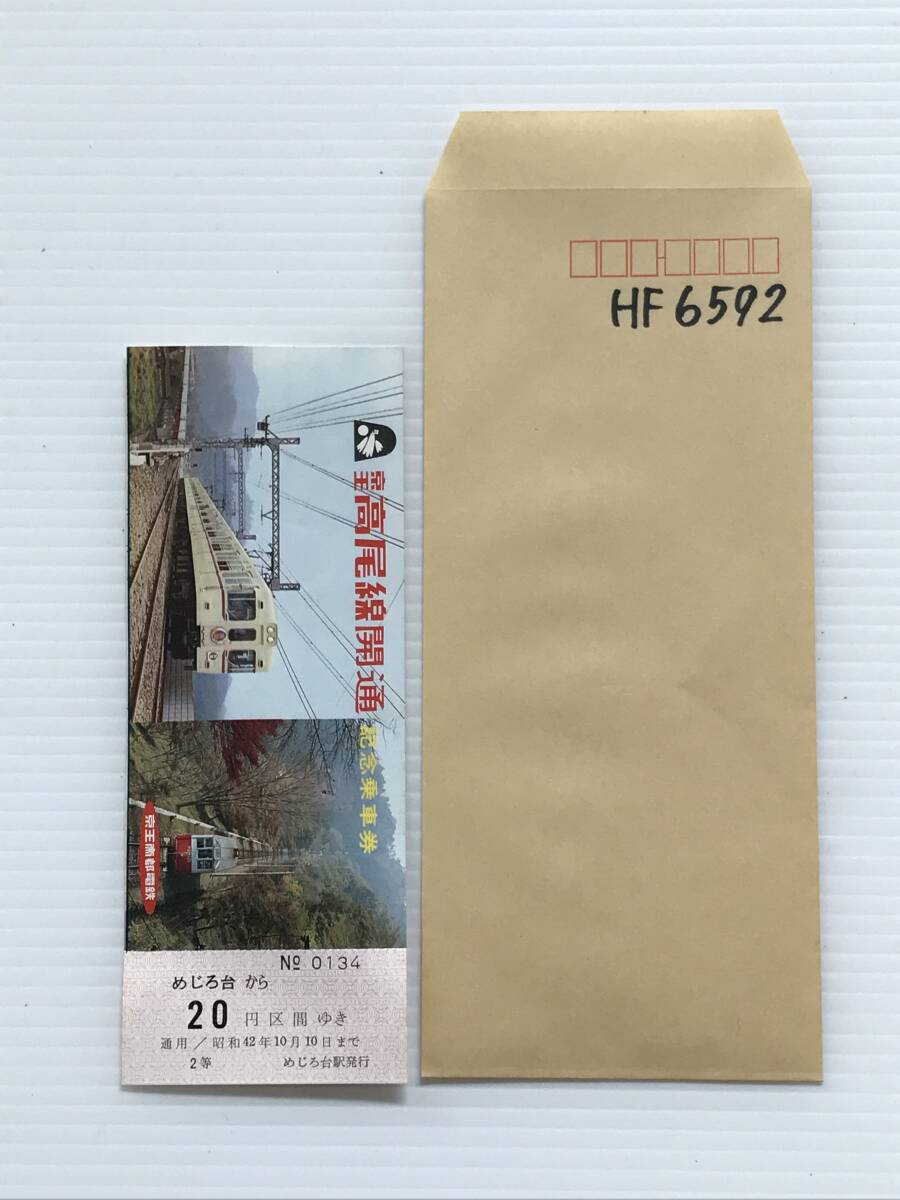 京王高尾線開通
記念乗車券
京王帝都電鉄
№ 0134
めじろ台 から
20 円区間 ゆき
通用／昭和42年10月10日まで
2等 めじろ台駅発行
HF 6592